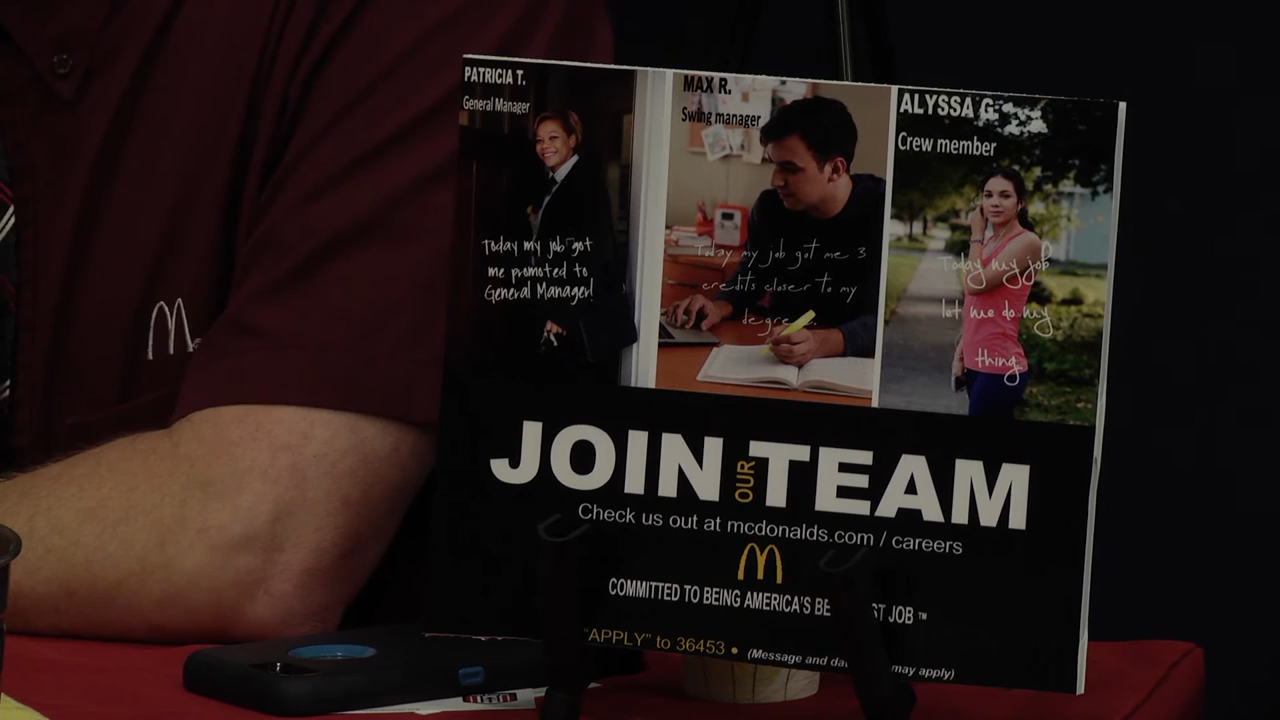 PATRICIA T.
General Manager
Today my job got
me promoted to
General Manager!
MAX R.
Swing manager
Today my job got me 3
credits closer to my
degree.
ALYSSA G.
Crew member
Today my job
let me do my
thing
JOIN OUR TEAM
Check us out at mcdonalds.com / careers
COMMITTED TO BEING AMERICA'S BE ST JOB ™
"APPLY" to 36453 • (Message and da may apply)